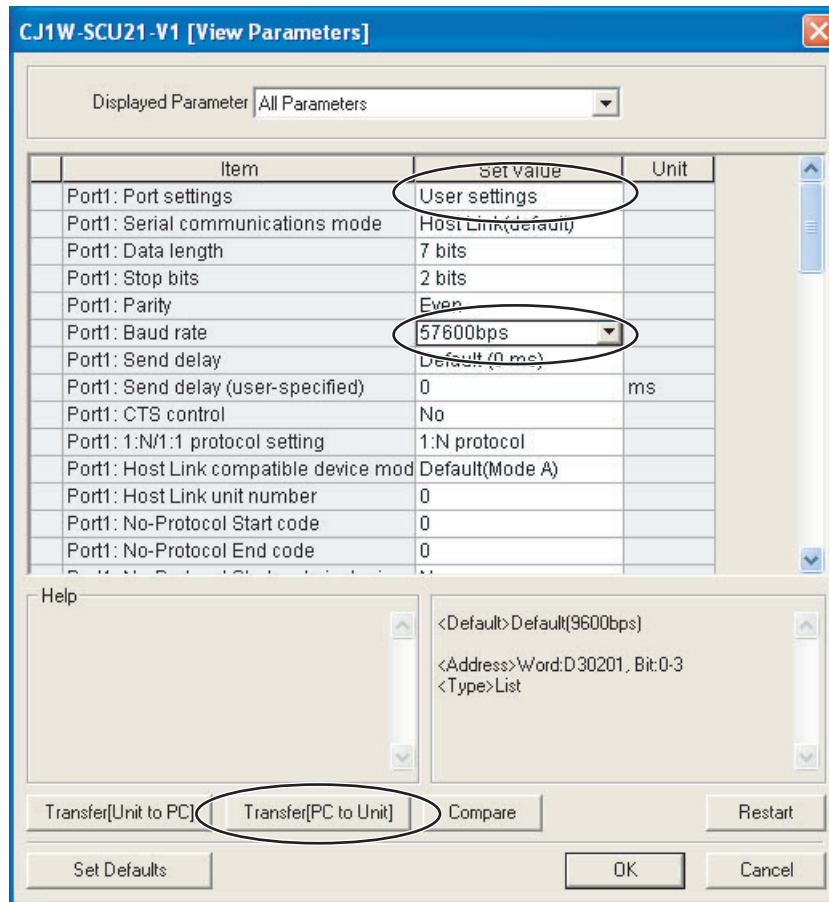 CJ1W-SCU21-V1 [View Parameters]
Displayed Parameter All Parameters
Item Set Value Unit
Port1: Port settings User settings
Port1: Serial communications mode Host Link(default)
Port1: Data length 7 bits
Port1: Stop bits 2 bits
Port1: Parity Even
Port1: Baud rate 57600bps
Port1: Send delay Default (0 ms)
Port1: Send delay (user-specified) 0 ms
Port1: CTS control No
Port1: 1:N/1:1 protocol setting 1:N protocol
Port1: Host Link compatible device mod Default(Mode A)
Port1: Host Link unit number 0
Port1: No-Protocol Start code 0
Port1: No-Protocol End code 0
Help
<Default>Default(9600bps)
<Address>Word:D30201, Bit:0-3
<Type>List
Transfer[Unit to PC] Transfer[PC to Unit] Compare Restart
Set Defaults OK Cancel